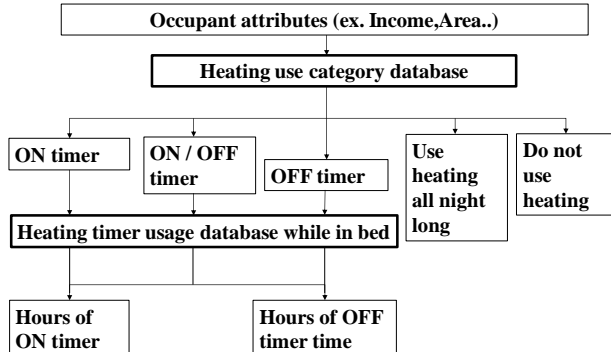 Occupant attributes (ex. Income,Area..)
Heating use category database
ON timer
ON / OFF
timer
OFF timer
Use
heating
all night
long
Do not
use
heating
Heating timer usage database while in bed
Hours of
ON timer
Hours of OFF
timer time